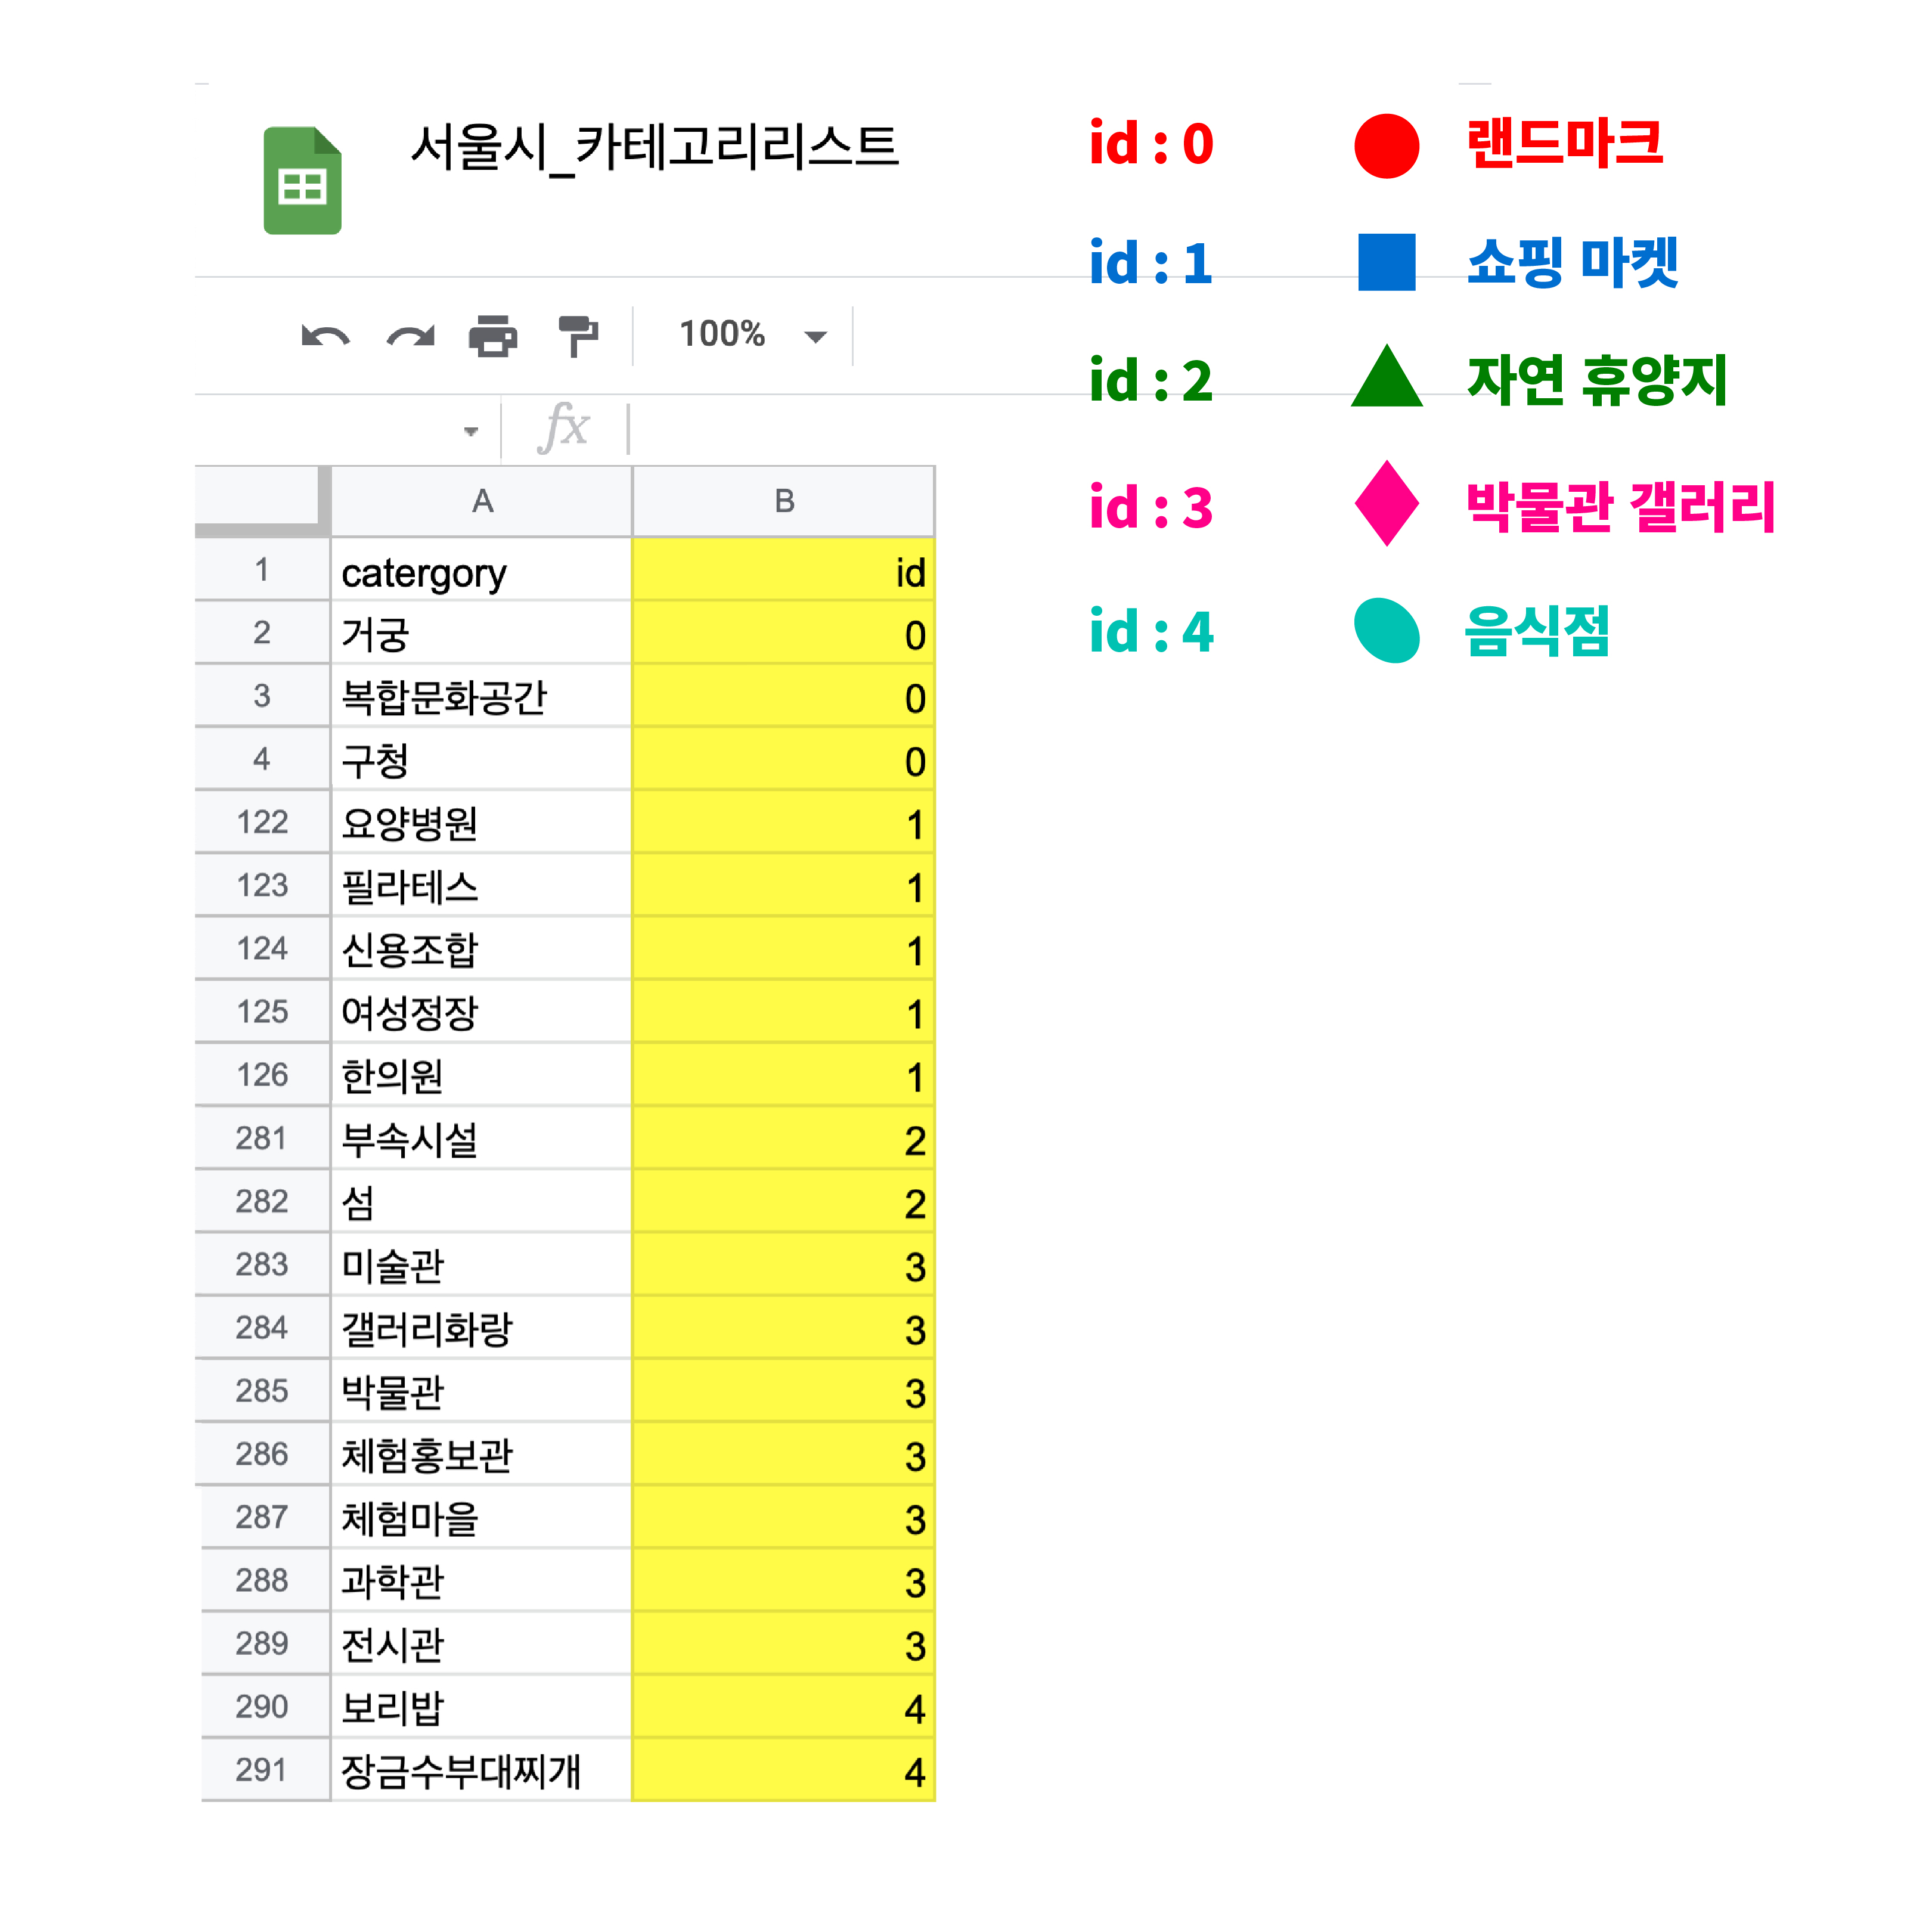 서울시_카테고리리스트
100%
fx
A B
1 catergory id
2 거궁 0
3 복합문화공간 0
4 구청 0
122 요양병원 1
123 필라테스 1
124 신용조합 1
125 여성정장 1
126 한의원 1
281 부속시설 2
282 섬 2
283 미술관 3
284 갤러리화랑 3
285 박물관 3
286 체험홍보관 3
287 체험마을 3
288 과학관 3
289 전시관 3
290 보리밥 4
291 장금수부대찌개 4
id : 0 랜드마크
id : 1 쇼핑 마켓
id : 2 자연 휴양지
id : 3 박물관 갤러리
id : 4 음식점